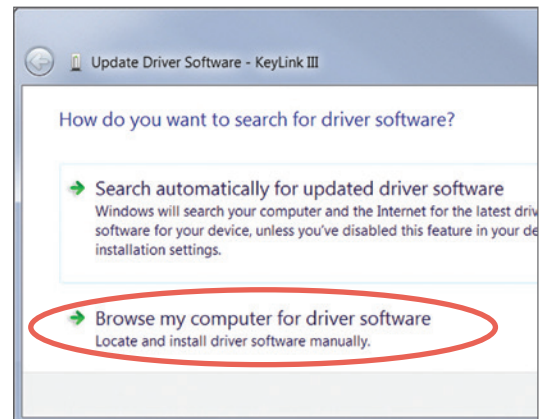 Update Driver Software - KeyLink III
How do you want to search for driver software?
Search automatically for updated driver software
Windows will search your computer and the Internet for the latest
software for your device, unless you've disabled this feature in your
installation settings.
Browse my computer for driver software
Locate and install driver software manually.